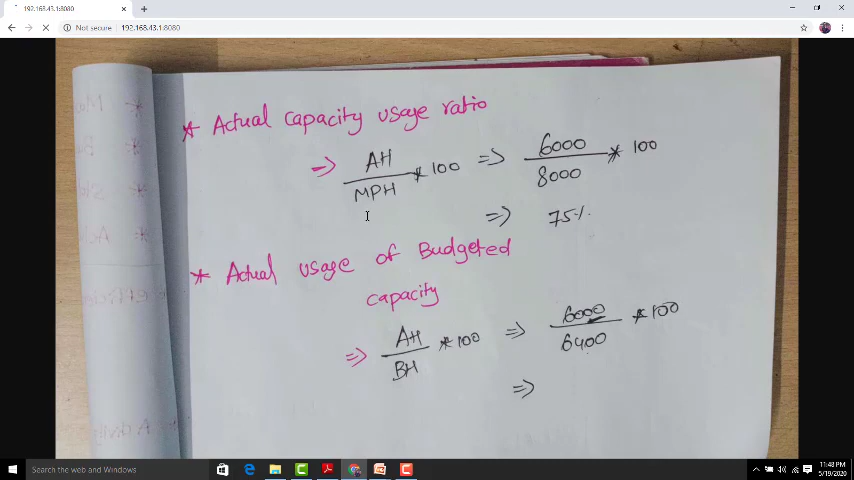 192.168.43.1:8080
Not secure | 192.168.43.1:8080
* Actual capacity usage ratio
=> AH / MPH * 100 => 6000 / 8000 * 100
=> 75%
* Actual usage of Budgeted
capacity
=> AH / BH * 100 => 6000 / 6400 * 100
=>
Search the web and Windows
11:48 PM
5/19/2020